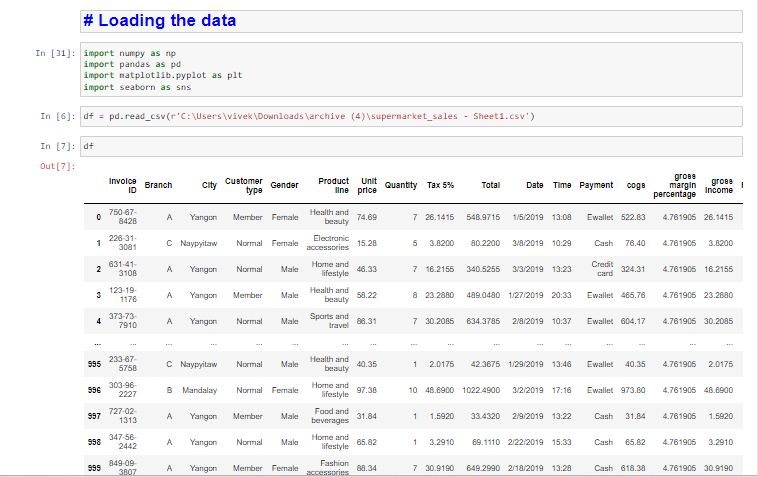 # Loading the data
In [31]: import numpy as np
import pandas as pd
import matplotlib.pyplot as plt
import seaborn as sns
In [6]: df = pd.read_csv(r'C:\Users\vivek\Downloads\archive (4)\supermarket_sales - Sheet1.csv')
In [7]: df
Out[7]:
Invoice ID Branch City Customer type Gender Product line Unit price Quantity Tax 5% Total Date Time Payment cogs gross margin percentage gross income
0 750-67-8428 A Yangon Member Female Health and beauty 74.69 7 26.1415 548.9715 1/5/2019 13:08 Ewallet 522.83 4.761905 26.1415
1 226-31-3081 C Naypyitaw Normal Female Electronic accessories 15.28 5 3.8200 80.2200 3/8/2019 10:29 Cash 76.40 4.761905 3.8200
2 631-41-3108 A Yangon Normal Male Home and lifestyle 46.33 7 16.2155 340.5255 3/3/2019 13:23 Credit card 324.31 4.761905 16.2155
3 123-19-1176 A Yangon Member Male Health and beauty 58.22 8 23.2880 489.0480 1/27/2019 20:33 Ewallet 465.76 4.761905 23.2880
4 373-73-7910 A Yangon Normal Male Sports and travel 86.31 7 30.2085 634.3785 2/8/2019 10:37 Ewallet 604.17 4.761905 30.2085
... ... ... ... ... ... ... ... ... ... ... ... ... ... ... ... ...
995 233-67-5758 C Naypyitaw Normal Male Health and beauty 40.35 1 2.0175 42.3675 1/29/2019 13:46 Ewallet 40.35 4.761905 2.0175
996 303-96-2227 B Mandalay Normal Female Home and lifestyle 97.38 10 48.6900 1022.4900 3/2/2019 17:16 Ewallet 973.80 4.761905 48.6900
997 727-02-1313 A Yangon Member Male Food and beverages 31.84 1 1.5920 33.4320 2/9/2019 13:22 Cash 31.84 4.761905 1.5920
998 347-56-2442 A Yangon Normal Male Home and lifestyle 65.82 1 3.2910 69.1110 2/22/2019 15:33 Cash 65.82 4.761905 3.2910
999 849-09-3807 A Yangon Member Female Fashion accessories 88.34 7 30.9190 649.2990 2/18/2019 13:28 Cash 618.38 4.761905 30.9190